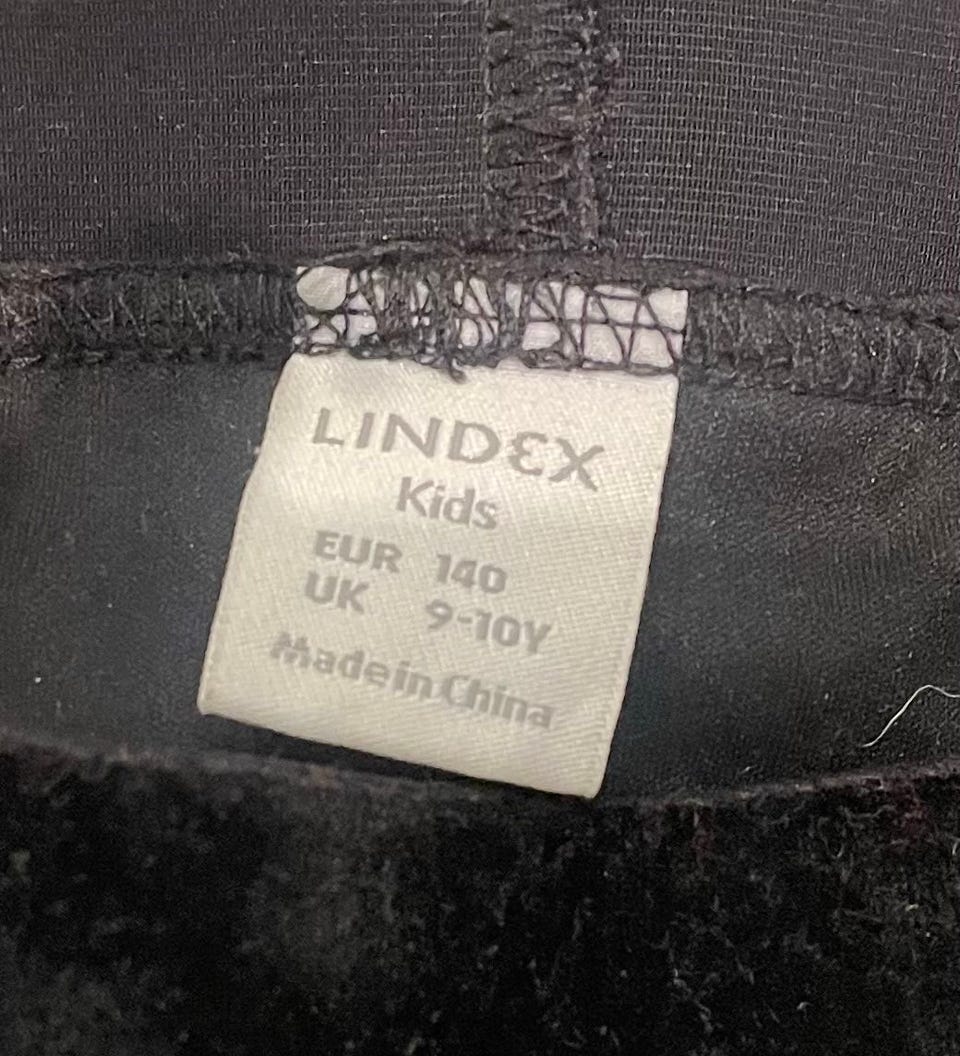 LINDEX
Kids
EUR 140
UK 9-10Y
Made in China